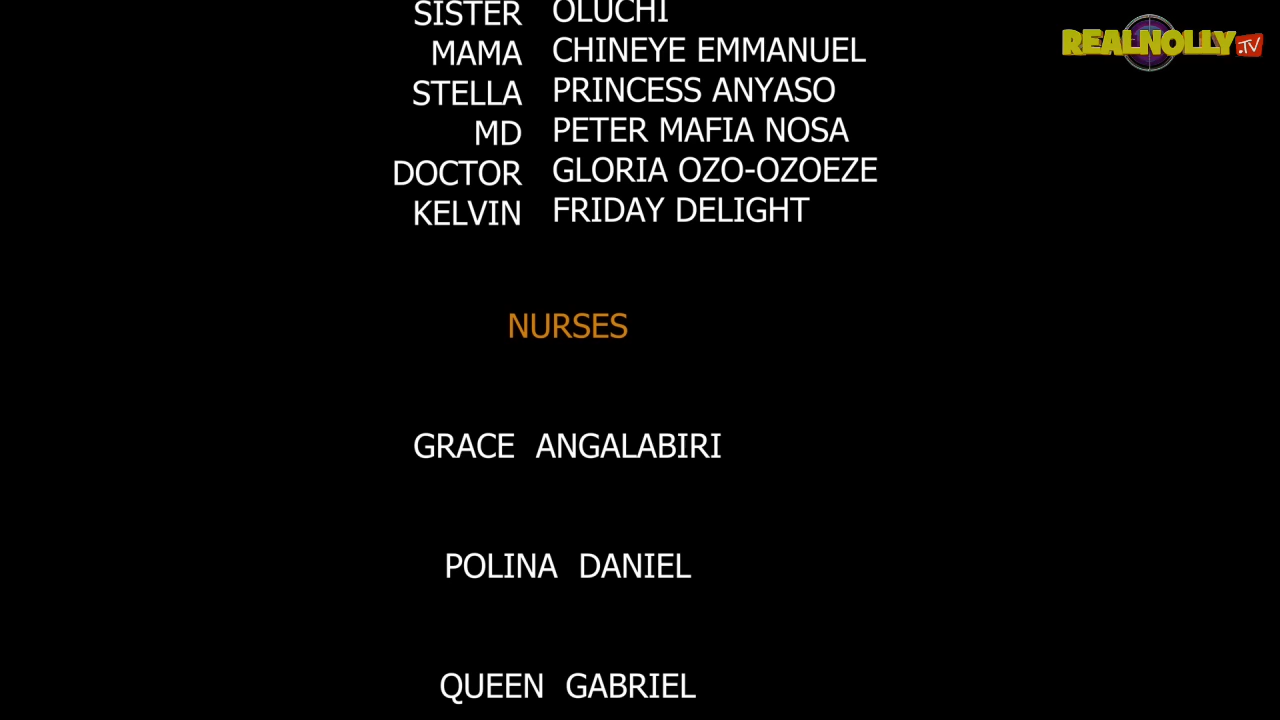 REALNOLLY.TV
SISTER OLUCHI
MAMA CHINEYE EMMANUEL
STELLA PRINCESS ANYASO
MD PETER MAFIA NOSA
DOCTOR GLORIA OZO-OZOEZE
KELVIN FRIDAY DELIGHT
NURSES
GRACE ANGALABIRI
POLINA DANIEL
QUEEN GABRIEL